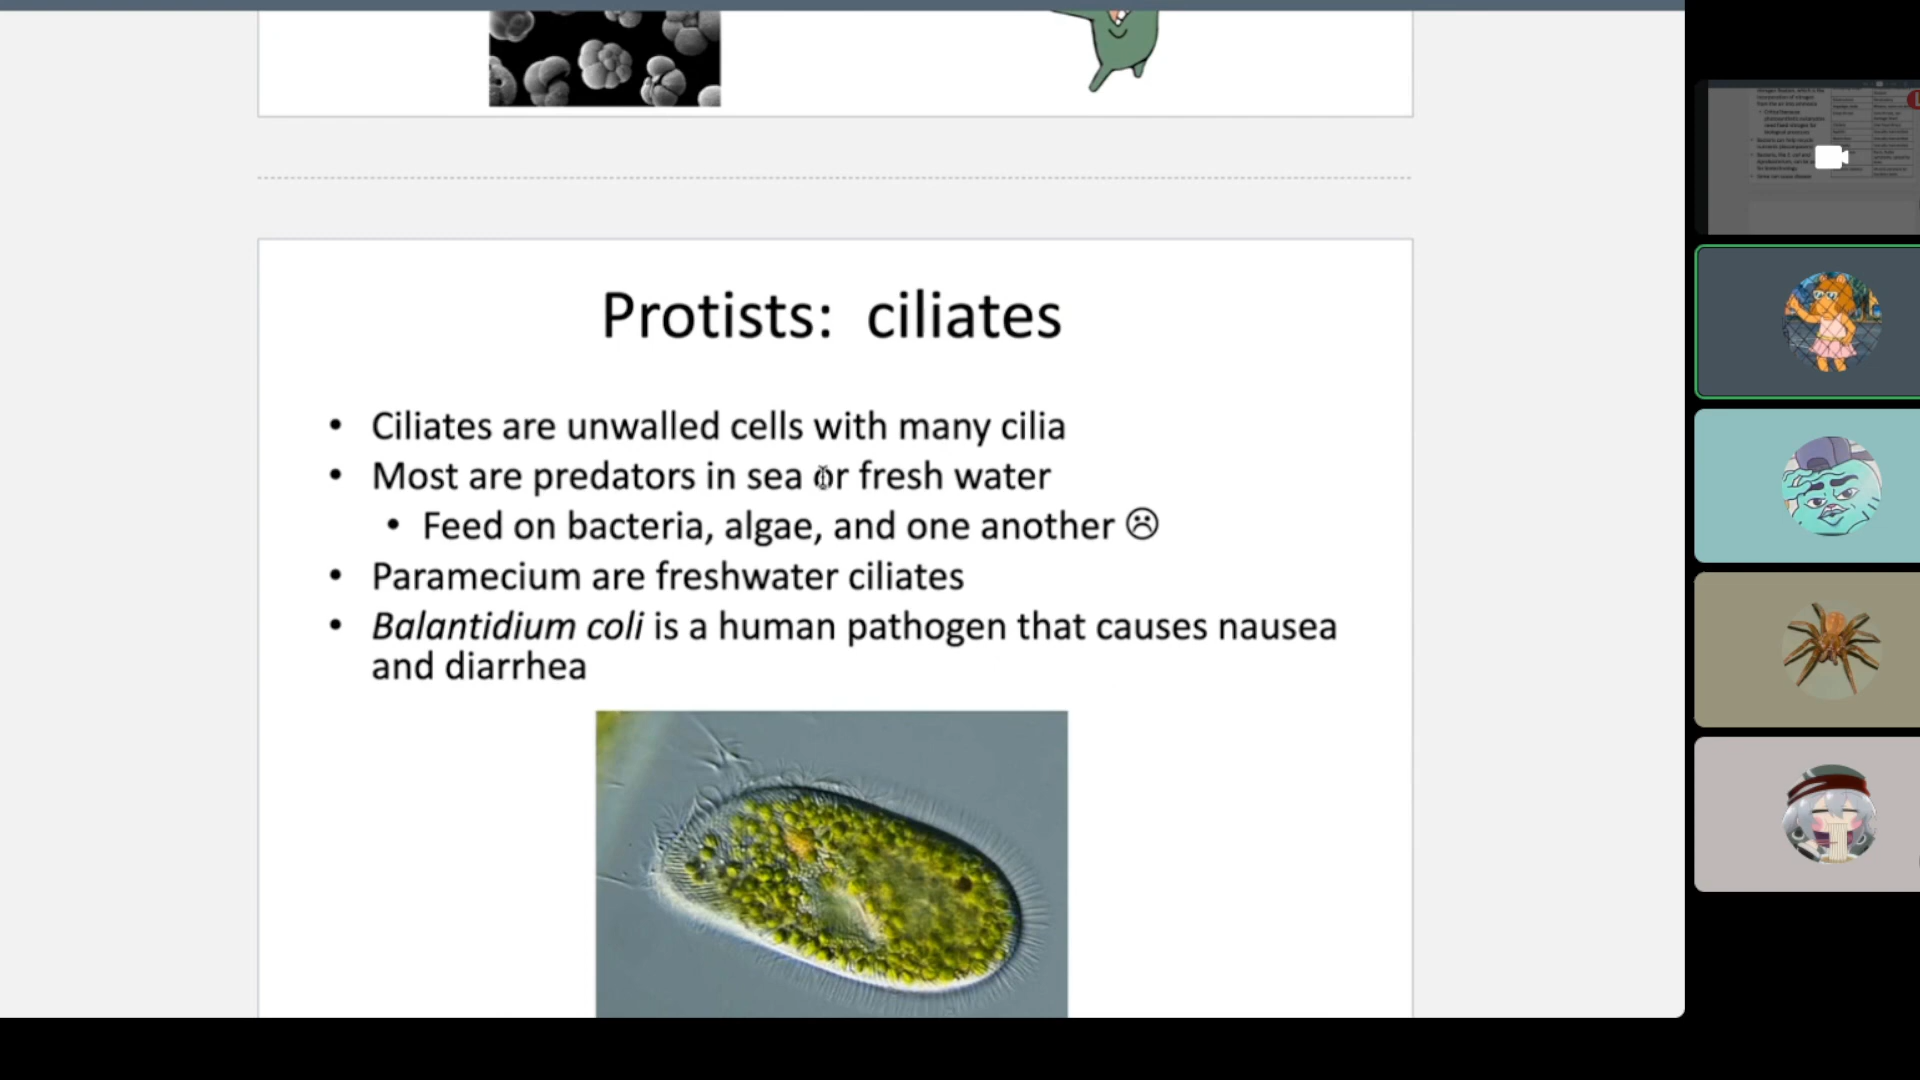 Protists: ciliates
• Ciliates are unwalled cells with many cilia
• Most are predators in sea or fresh water
• Feed on bacteria, algae, and one another ☹
• Paramecium are freshwater ciliates
• Balantidium coli is a human pathogen that causes nausea
and diarrhea